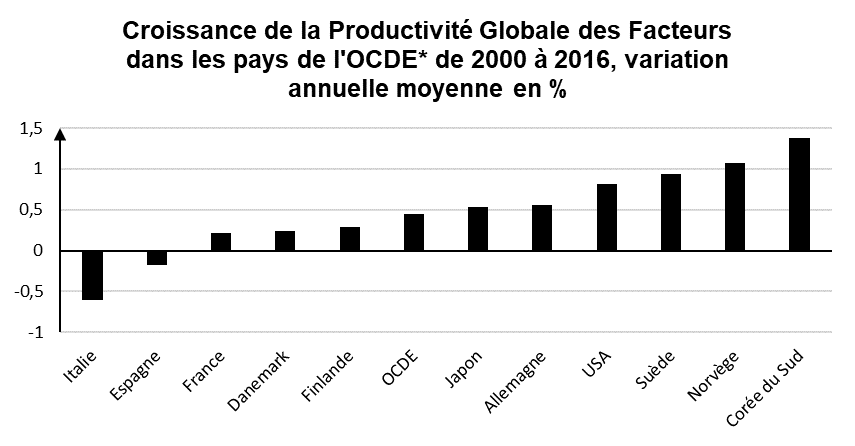 Croissance de la Productivité Globale des Facteurs
dans les pays de l'OCDE* de 2000 à 2016, variation
annuelle moyenne en %
1,5
1
0,5
0
-0,5
-1
Italie
Espagne
France
Danemark
Finlande
OCDE
Japon
Allemagne
USA
Suède
Norvège
Corée du Sud